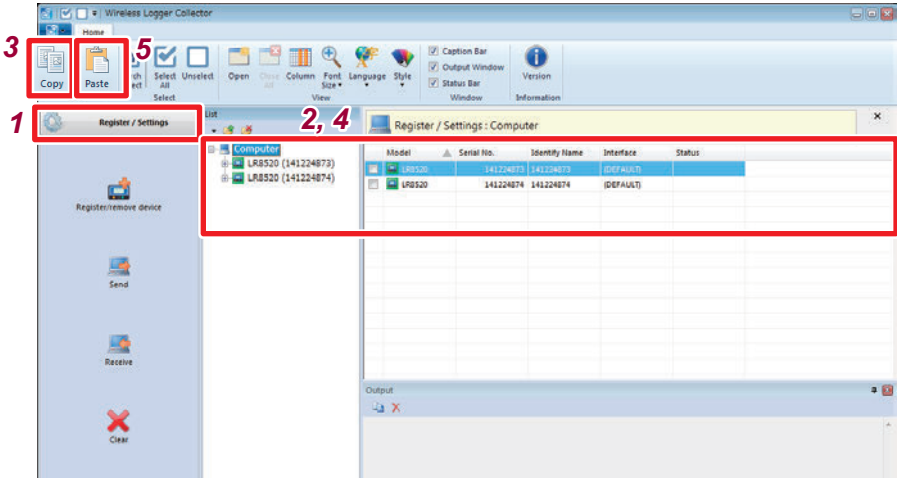 Wireless Logger Collector
Home
3
5
Copy
Paste
Select All
Unselect
Select
Open
Close All
Column
Font Size
Language
Style
View
Caption Bar
Output Window
Status Bar
Window
Version
Information
1
Register / Settings
List
2, 4
Register / Settings : Computer
×
Computer
LR8520 (141224873)
LR8520 (141224874)
Model Serial No. Identity Name Interface Status
LR8520 141224873 141224873 (DEFAULT)
LR8520 141224874 141224874 (DEFAULT)
Register/remove device
Send
Receive
Clear
Output